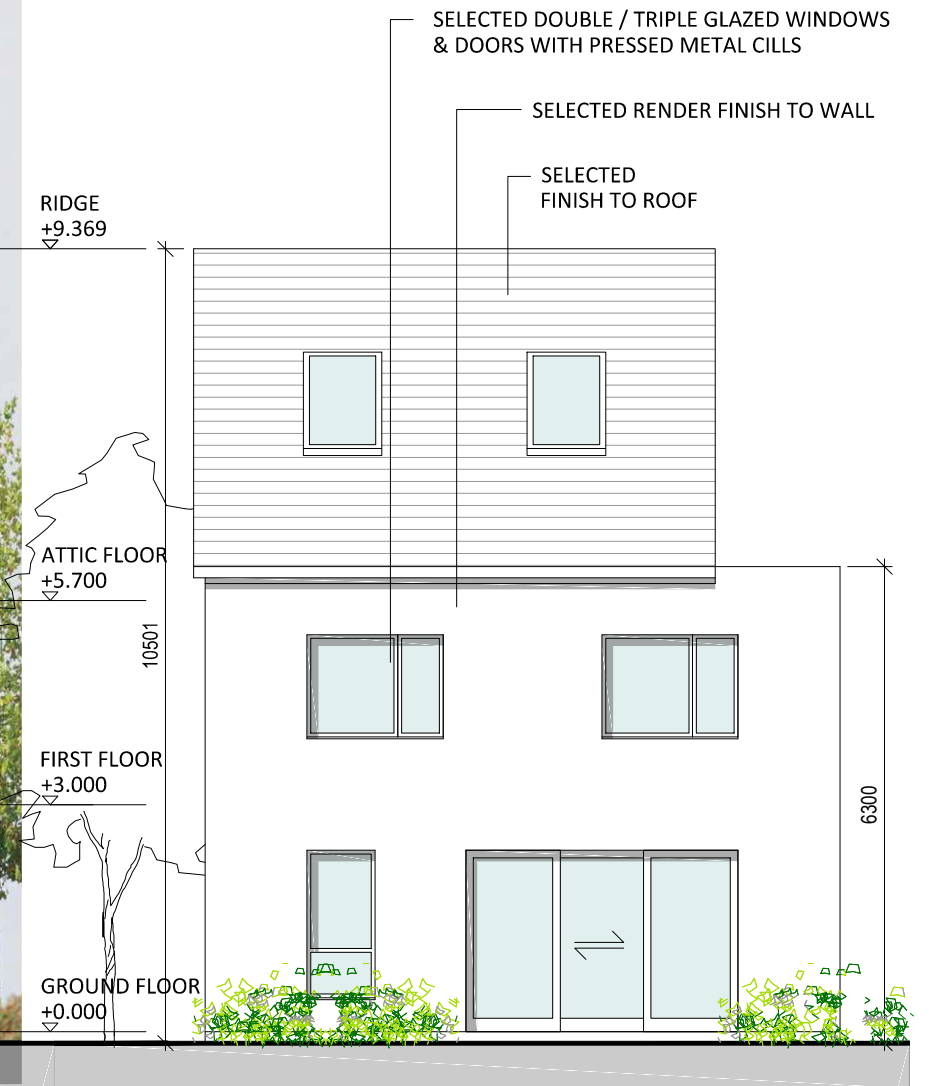 SELECTED DOUBLE / TRIPLE GLAZED WINDOWS
& DOORS WITH PRESSED METAL CILLS
SELECTED RENDER FINISH TO WALL
SELECTED
FINISH TO ROOF
RIDGE
+9.369
ATTIC FLOOR
+5.700
10501
FIRST FLOOR
+3.000
6300
GROUND FLOOR
+0.000